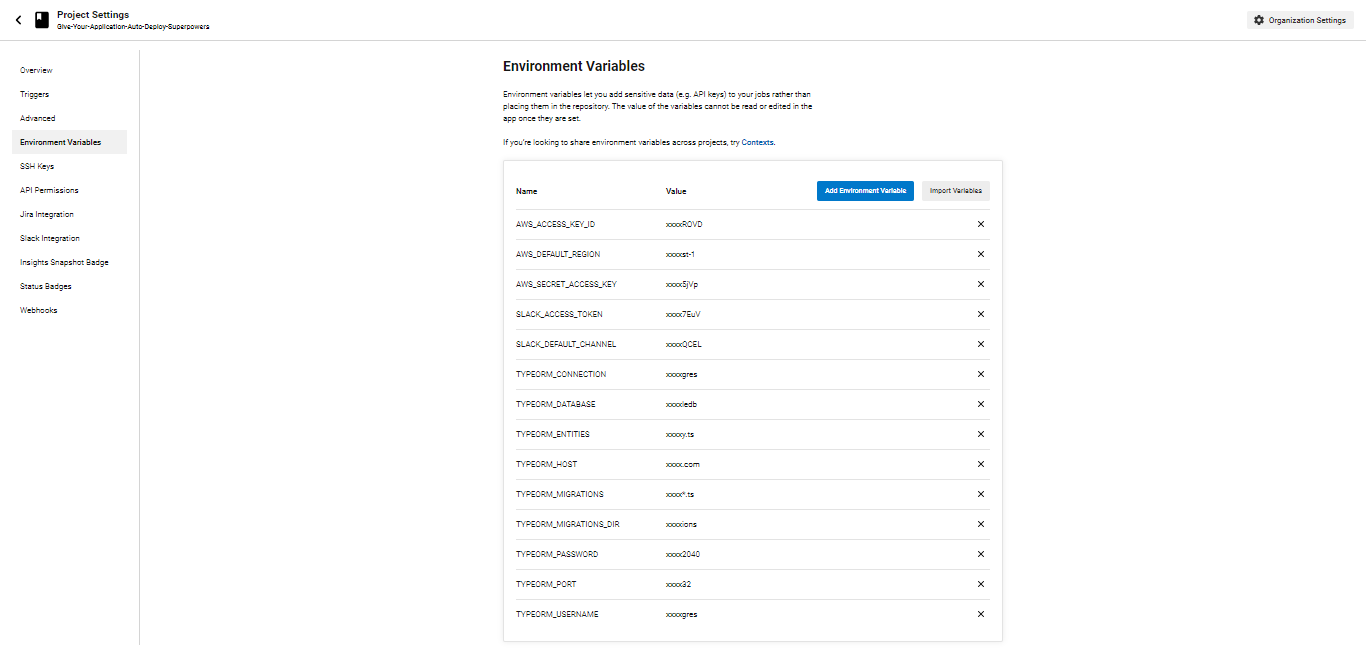 Project Settings
Give-Your-Application-Auto-Deploy-Superpowers
Organization Settings
Overview
Triggers
Advanced
Environment Variables
SSH Keys
API Permissions
Jira Integration
Slack Integration
Insights Snapshot Badge
Status Badges
Webhooks
Environment Variables
Environment variables let you add sensitive data (e.g. API keys) to your jobs rather than
placing them in the repository. The value of the variables cannot be read or edited in the
app once they are set.
If you're looking to share environment variables across projects, try Contexts.
Name Value Add Environment Variable Import Variables
AWS_ACCESS_KEY_ID xxxxROVD
AWS_DEFAULT_REGION xxxxst-1
AWS_SECRET_ACCESS_KEY xxxx5jVp
SLACK_ACCESS_TOKEN xxxx7EuV
SLACK_DEFAULT_CHANNEL xxxxQCEL
TYPEORM_CONNECTION xxxxgres
TYPEORM_DATABASE xxxxledb
TYPEORM_ENTITIES xxxxy.ts
TYPEORM_HOST xxxx.com
TYPEORM_MIGRATIONS xxxx*.ts
TYPEORM_MIGRATIONS_DIR xxxxions
TYPEORM_PASSWORD xxxx2040
TYPEORM_PORT xxxx32
TYPEORM_USERNAME xxxxgres